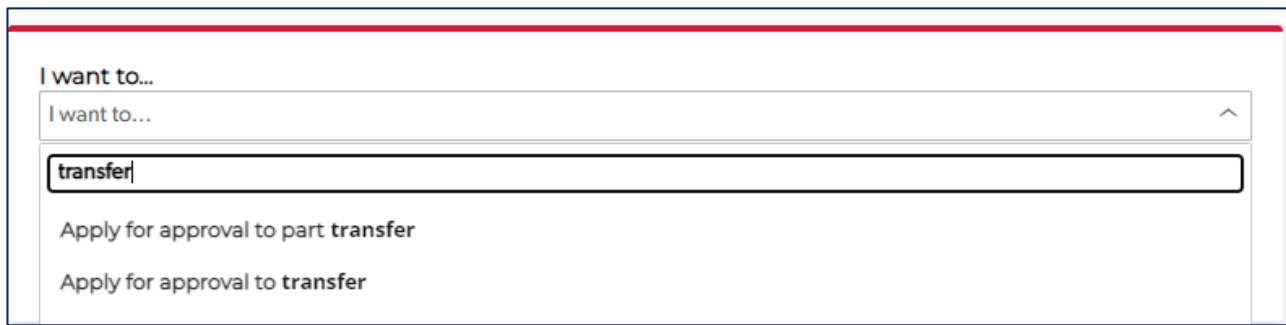 I want to...
I want to...
transfer
Apply for approval to part transfer
Apply for approval to transfer